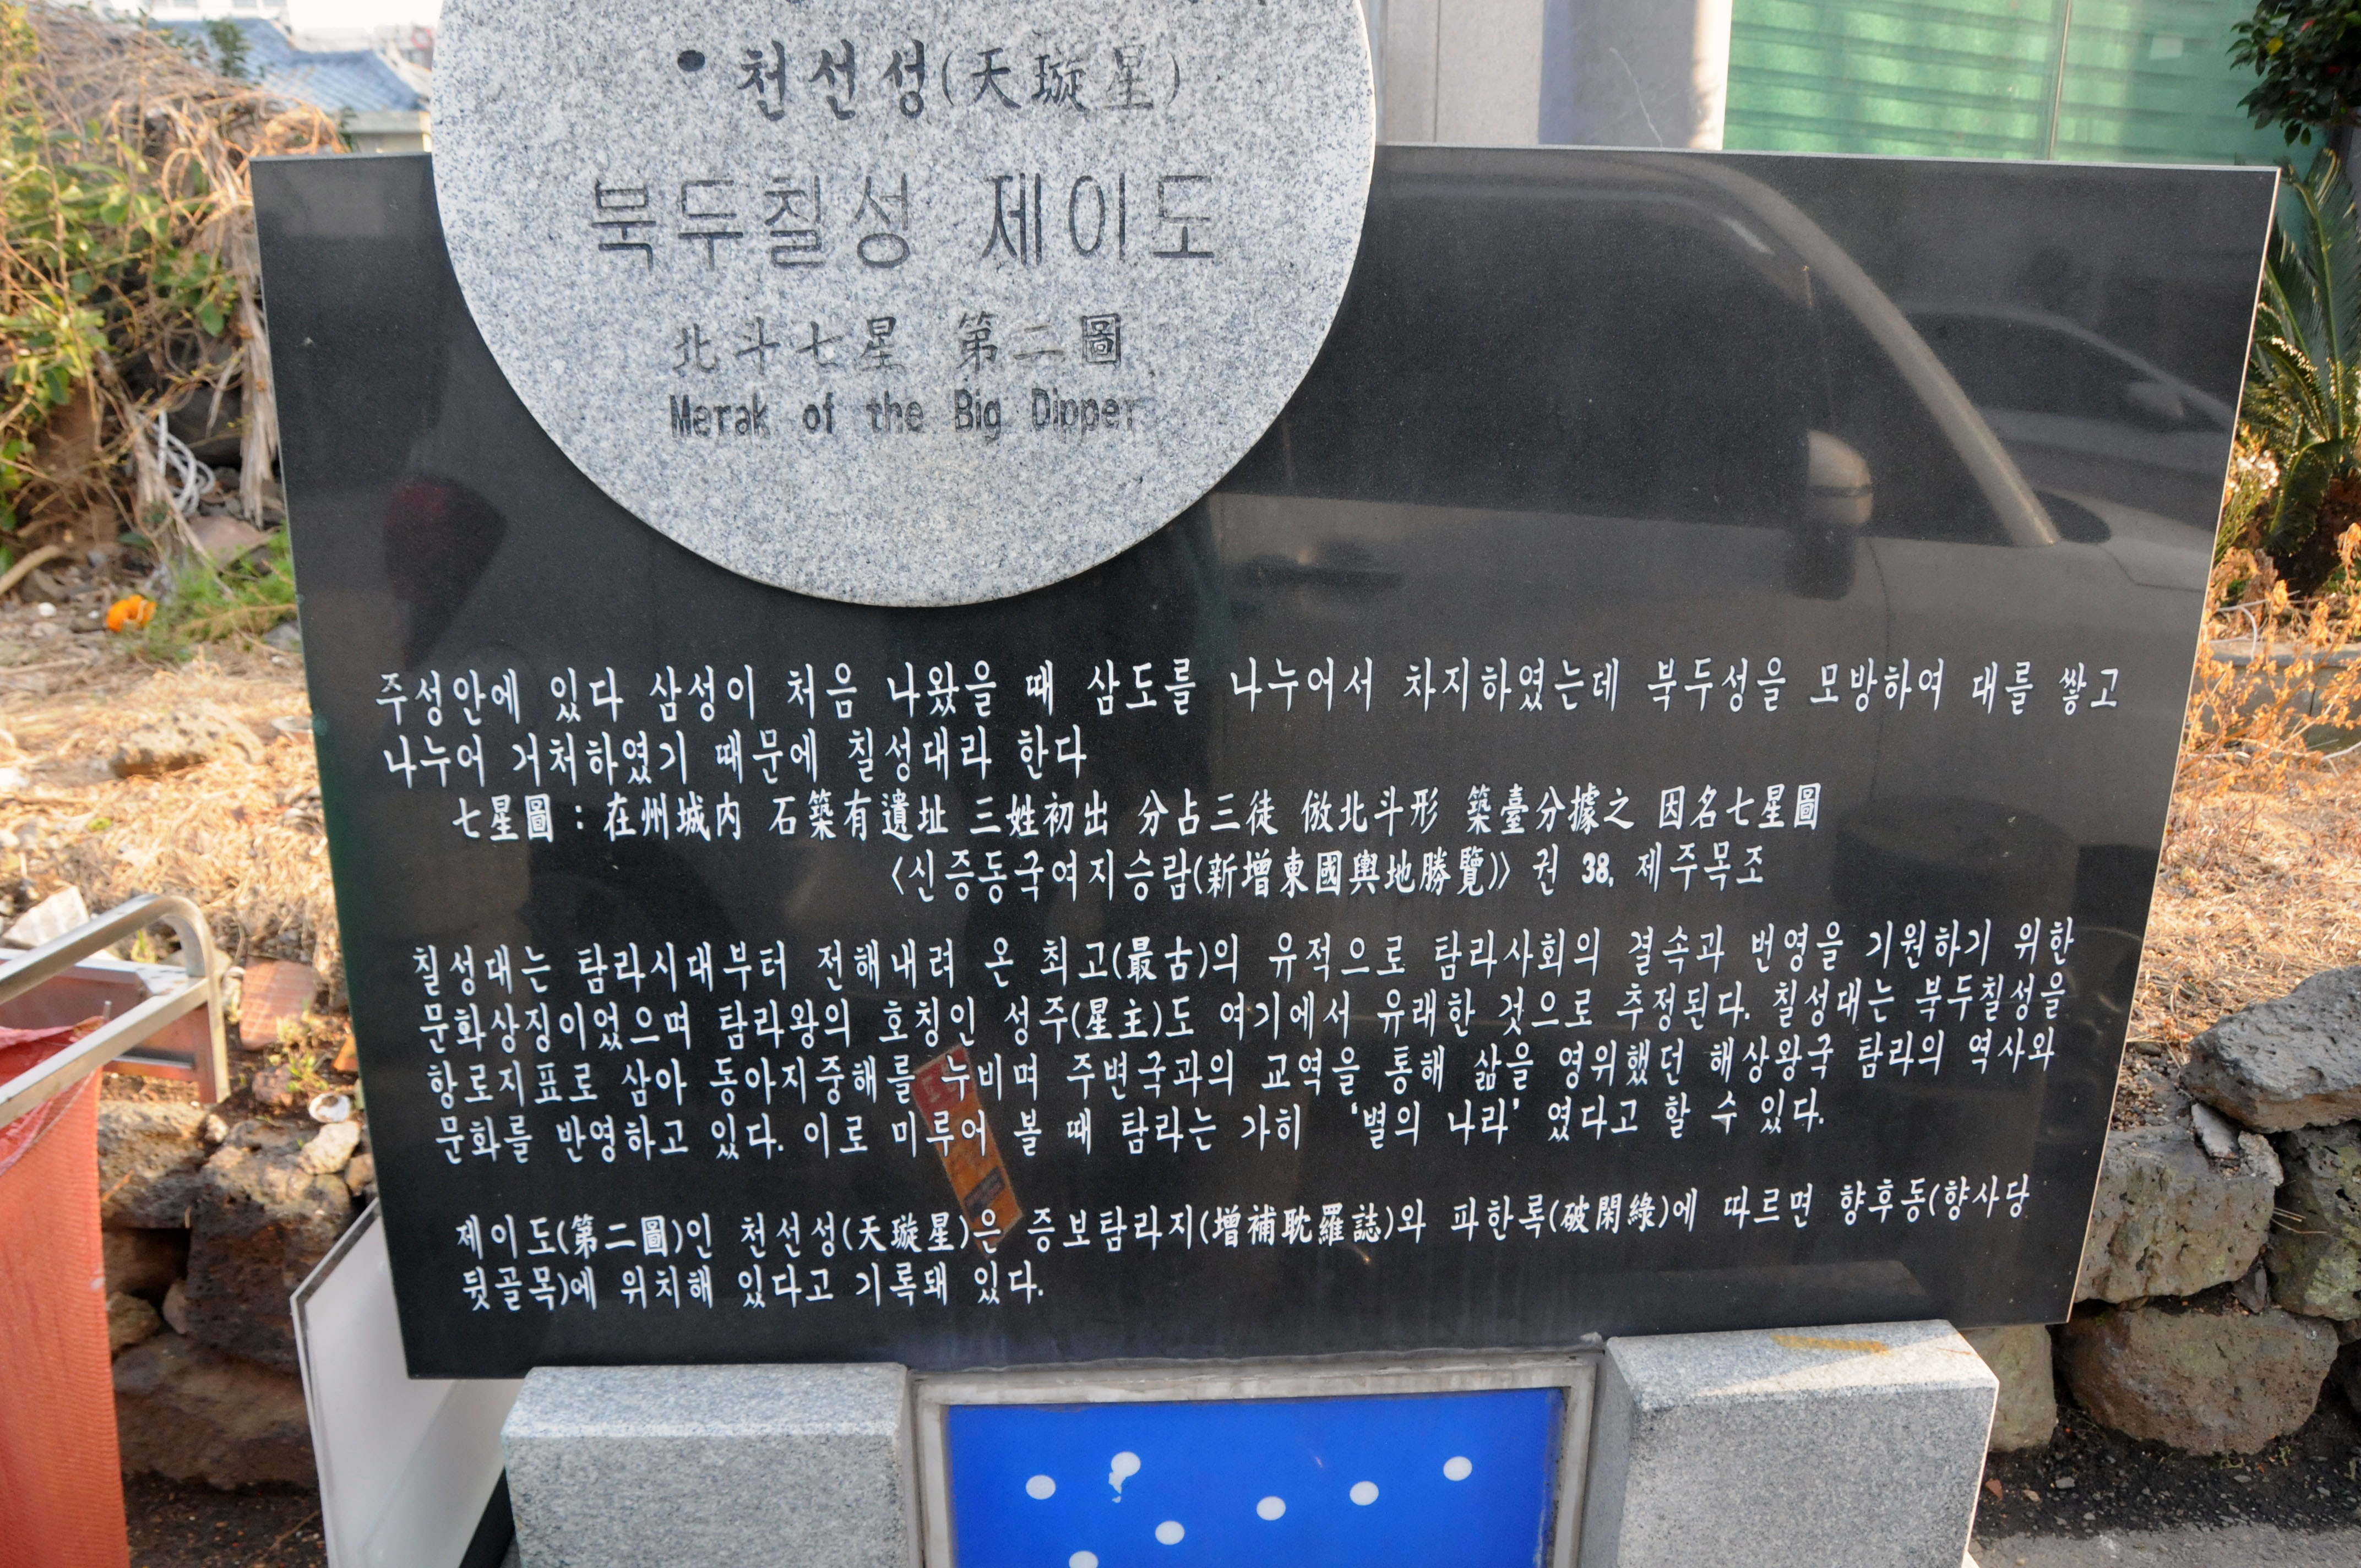 ● 천선성(天璇星)
북두칠성 제이도
北斗七星 第二圖
Merak of the Big Dipper
주성안에 있다 삼성이 처음 나왔을 때 삼도를 나누어서 차지하였는데 북두성을 모방하여 대를 쌓고
나누어 거처하였기 때문에 칠성대라 한다
七星圖 : 在州城內 石築有遺址 三姓初出 分占三徒 倣北斗形 築臺分據之 因名七星圖
〈신증동국여지승람(新增東國輿地勝覽)〉 권 38, 제주목조
칠성대는 탐라시대부터 전해내려 온 최고(最古)의 유적으로 탐라사회의 결속과 번영을 기원하기 위한
문화상징이었으며 탐라왕의 호칭인 성주(星主)도 여기에서 유래한 것으로 추정된다. 칠성대는 북두칠성을
항로지표로 삼아 동아지중해를 누비며 주변국과의 교역을 통해 삶을 영위했던 해상왕국 탐라의 역사와
문화를 반영하고 있다. 이로 미루어 볼 때 탐라는 가히 '별의 나라' 였다고 할 수 있다.
제이도(第二圖)인 천선성(天璇星)은 증보탐라지(增補耽羅誌)와 파한록(破閑綠)에 따르면 향후동(향사당
뒷골목)에 위치해 있다고 기록돼 있다.